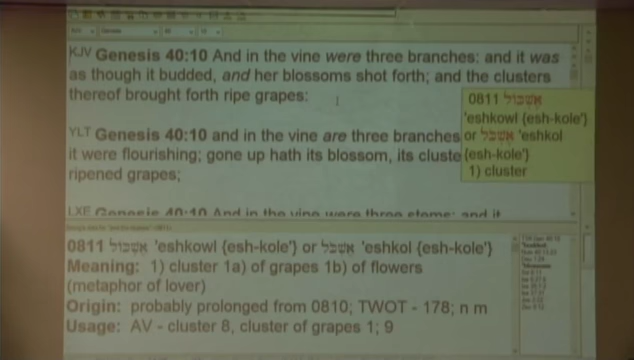 KJV Genesis 40:10 And in the vine were three branches: and it was
as though it budded, and her blossoms shot forth; and the clusters
thereof brought forth ripe grapes:
YLT Genesis 40:10 and in the vine are three branches
it were flourishing; gone up hath its blossom, its cluste
ripened grapes;
LXE Genesis 40:10 And in the vine were three stems; and it
0811 אֶשְׁכּוֹל
'eshkowl {esh-kole'}
or אֶשְׁכֹּל 'eshkol
{esh-kole'}
1) cluster
0811 אשׁכול 'eshkowl {esh-kole'} or אשׁכל 'eshkol {esh-kole'}
Meaning: 1) cluster 1a) of grapes 1b) of flowers
(metaphor of lover)
Origin: probably prolonged from 0810; TWOT - 178; n m
Usage: AV - cluster 8, cluster of grapes 1; 9